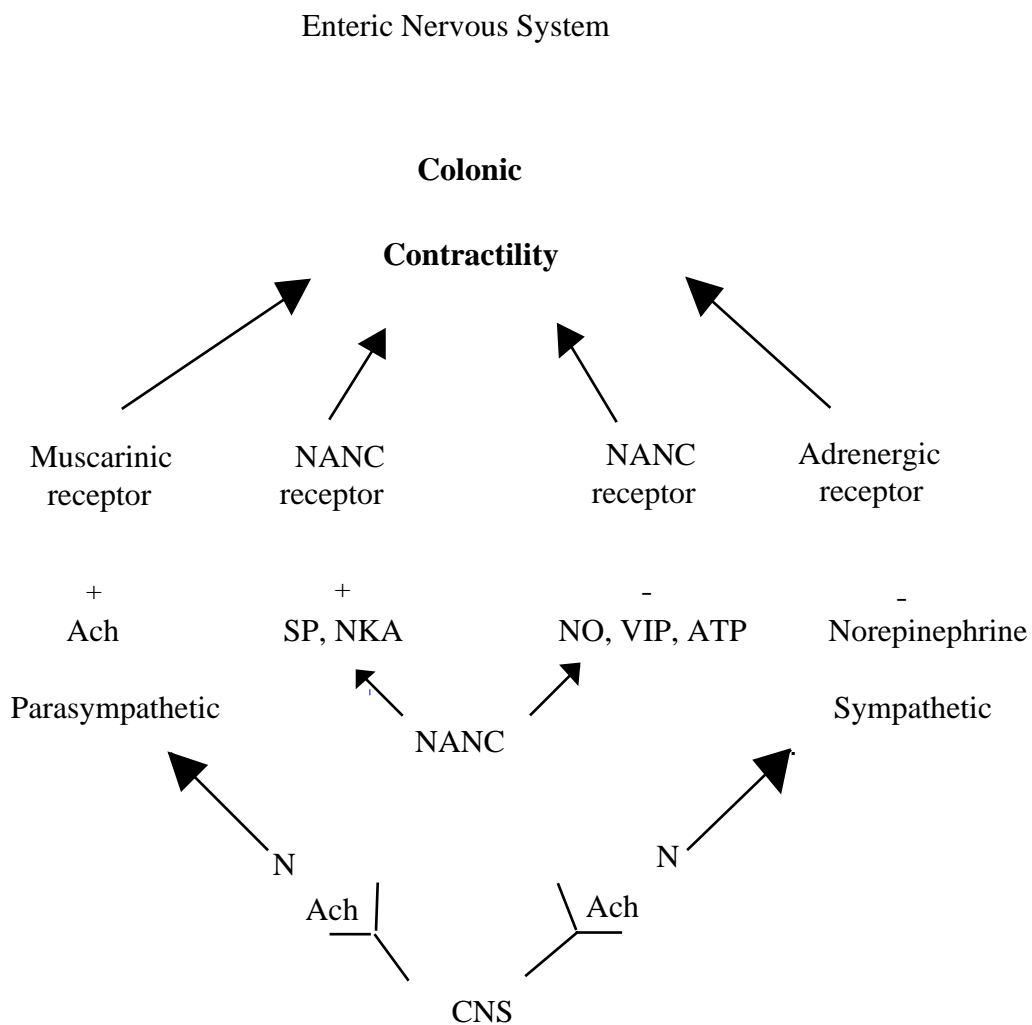 Enteric Nervous System
Colonic
Contractility
Muscarinic
receptor
NANC
receptor
NANC
receptor
Adrenergic
receptor
+
Ach
+
SP, NKA
-
NO, VIP, ATP
-
Norepinephrine
Parasympathetic
NANC
Sympathetic
N
N
Ach
Ach
CNS